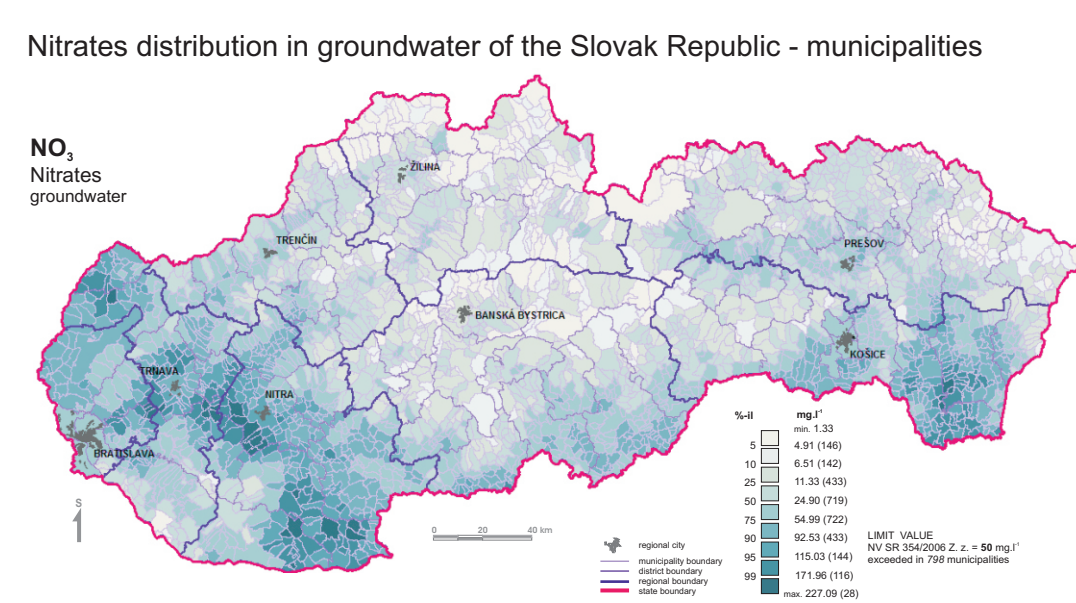 Nitrates distribution in groundwater of the Slovak Republic - municipalities
NO3
Nitrates
groundwater
ŽILINA
TRENČÍN
PREŠOV
BANSKÁ BYSTRICA
KOŠICE
TRNAVA
NITRA
BRATISLAVA
S
0 20 40 km
regional city
municipality boundary
district boundary
regional boundary
state boundary
%-il mg.l-1
min. 1.33
5 4.91 (146)
10 6.51 (142)
25 11.33 (433)
50 24.90 (719)
75 54.99 (722)
90 92.53 (433)
95 115.03 (144)
99 171.96 (116)
max. 227.09 (28)
LIMIT VALUE
NV SR 354/2006 Z. z. = 50 mg.l-1
exceeded in 798 municipalities